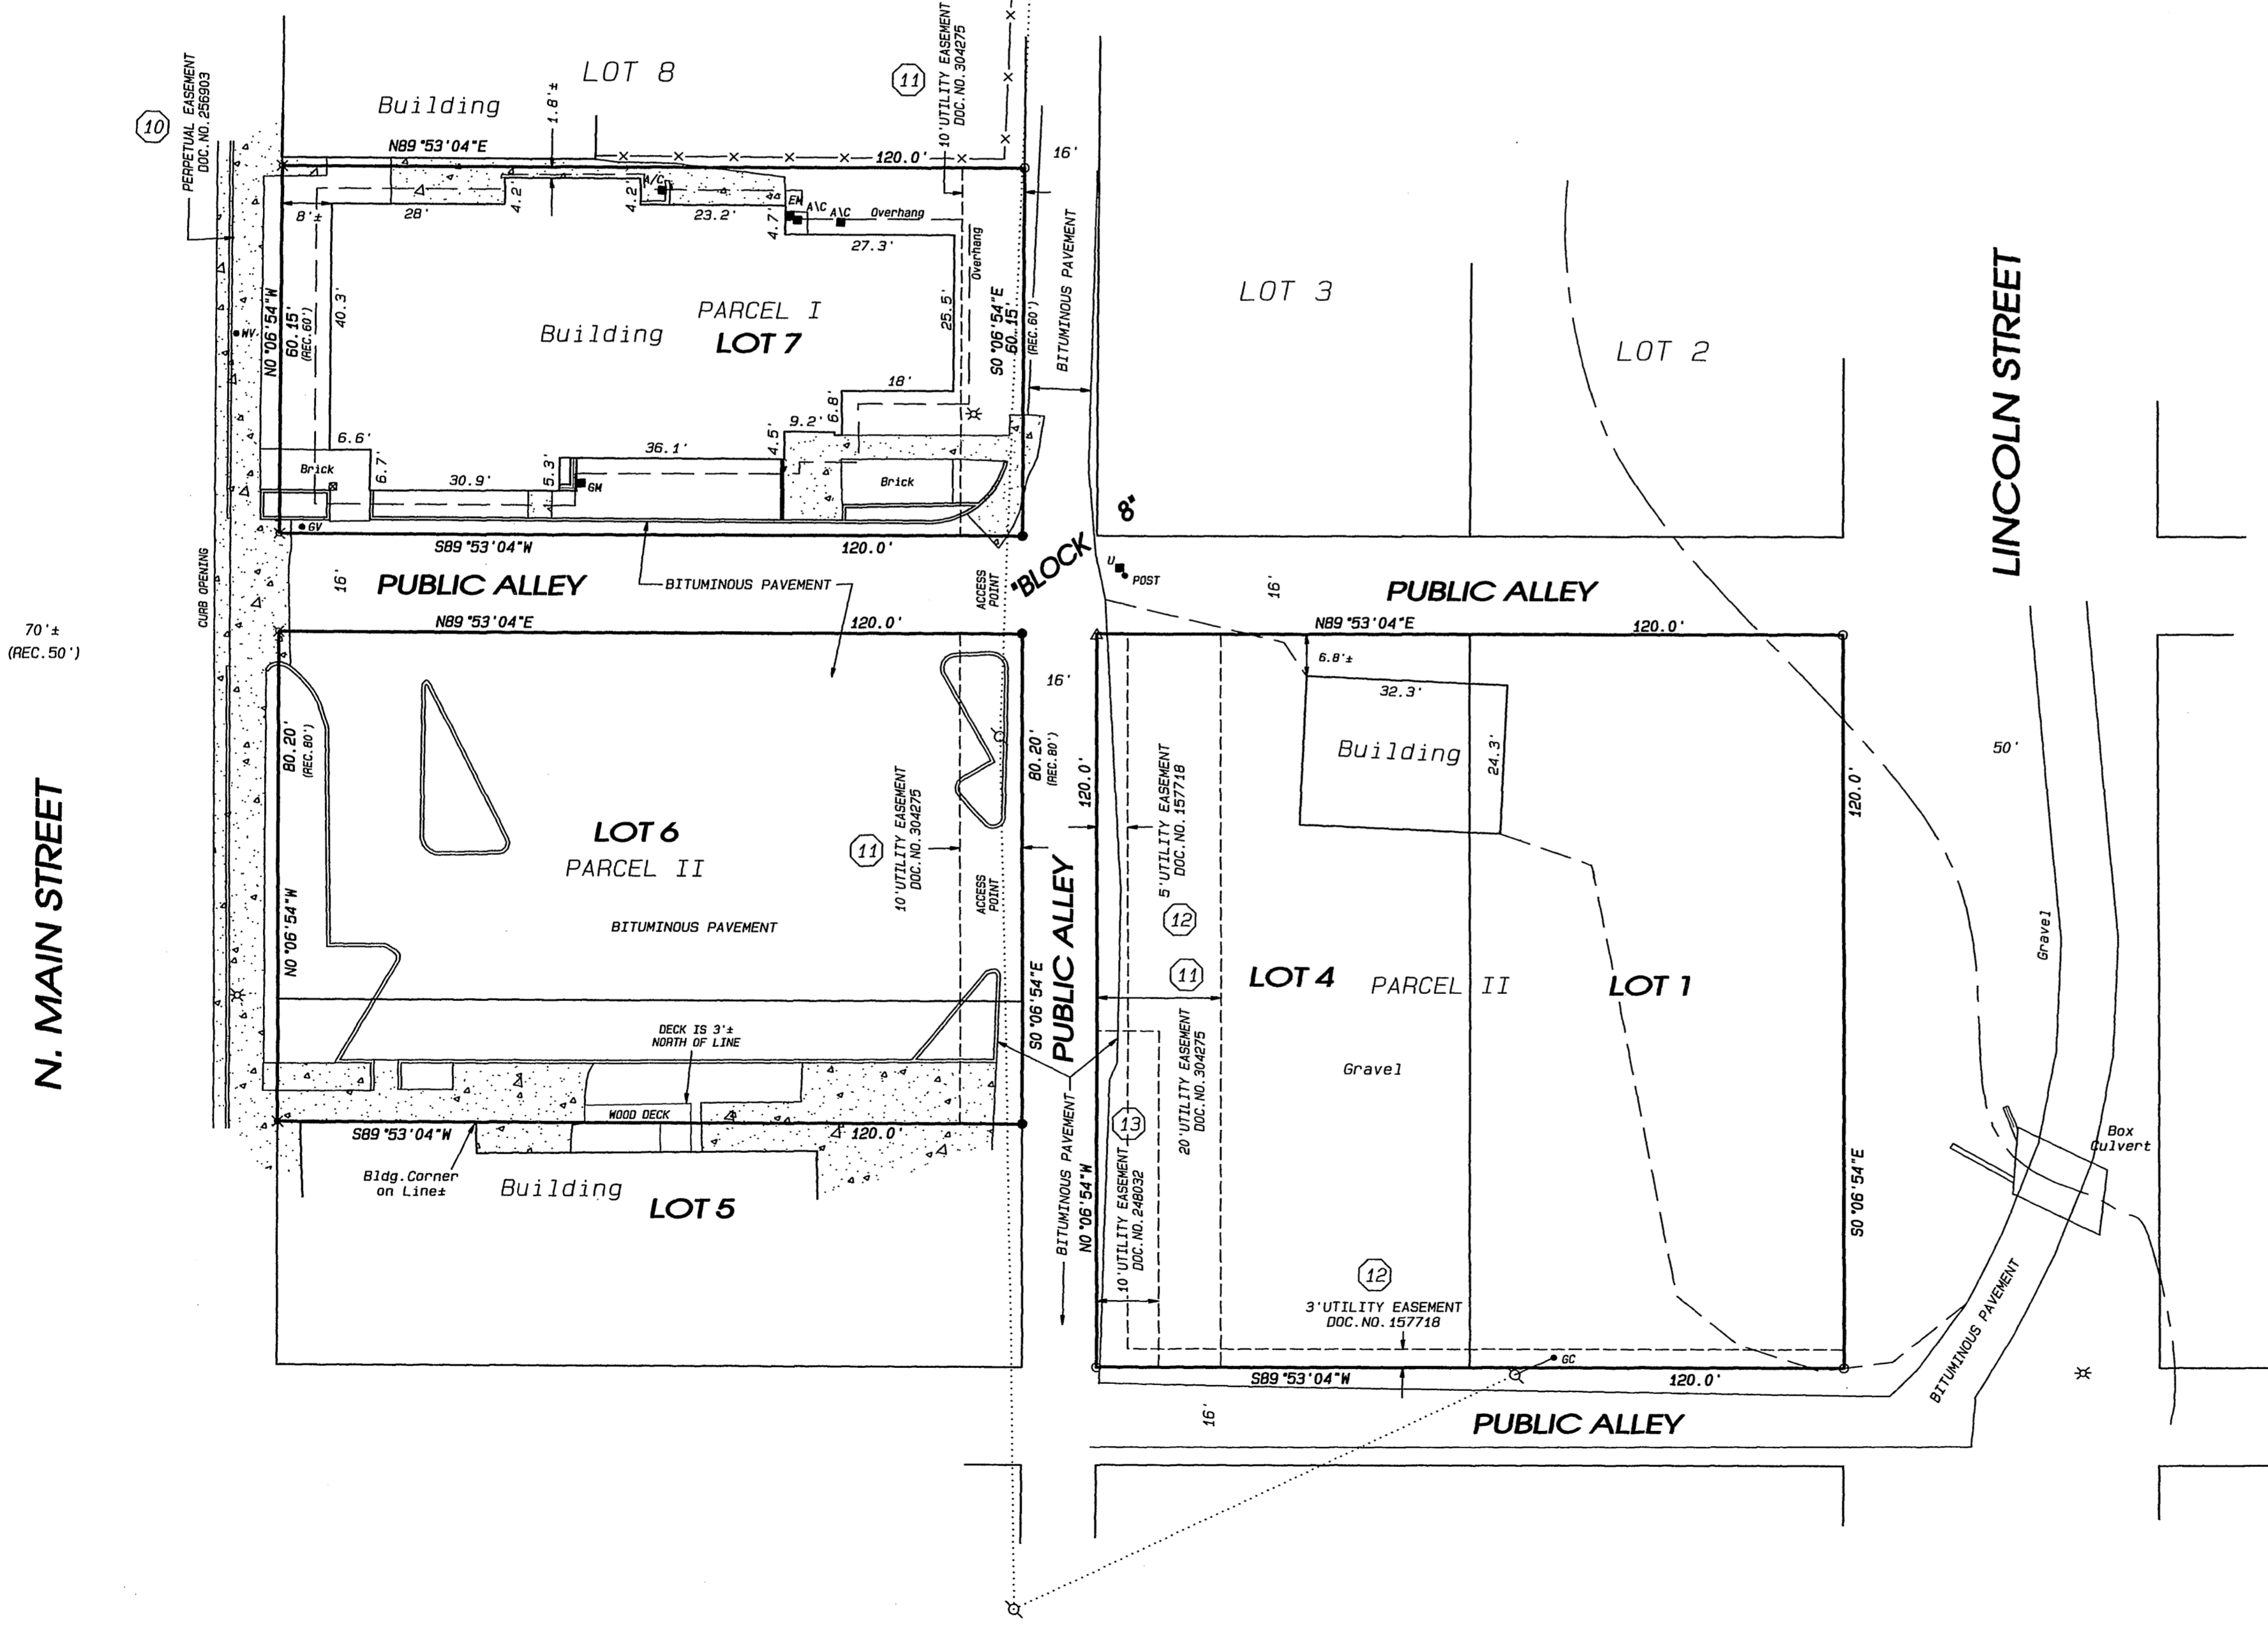 LOT 8
Building
11
10'UTILITY EASEMENT
DOC.NO.304275
10
PERPETUAL EASEMENT
DOC.NO.256903
1.8'±
N89°53'04"E
120.0'
16'
8'±
28'
4.2'
4.2'
A/C
23.2'
4.7'
EM
A\C
A\C
Overhang
27.3'
Overhang
BITUMINOUS PAVEMENT
WV
N0°06'54"W
60.15'
(REC.60')
40.3'
PARCEL I
Building
LOT 7
25.5'
S0°06'54"E
60.15'
(REC.60')
18'
6.8'
9.2'
4.5'
6.6'
6.7'
Brick
30.9'
5.3'
36.1'
GM
Brick
GV
S89°53'04"W
120.0'
LOT 3
LOT 2
LINCOLN STREET
"BLOCK 8"
U
POST
CURB OPENING
16'
PUBLIC ALLEY
BITUMINOUS PAVEMENT
ACCESS
POINT
16'
PUBLIC ALLEY
70'±
(REC.50')
N. MAIN STREET
N89°53'04"E
120.0'
16'
N89°53'04"E
120.0'
6.8'±
32.3'
Building
24.3'
50'
80.20'
(REC.80')
80.20'
(REC.80')
120.0'
120.0'
LOT 6
PARCEL II
11
10'UTILITY EASEMENT
DOC.NO.304275
ACCESS
POINT
5'UTILITY EASEMENT
DOC.NO.157718
12
N0°06'54"W
BITUMINOUS PAVEMENT
S0°06'54"E
PUBLIC ALLEY
11
LOT 4
PARCEL II
LOT 1
Gravel
Gravel
DECK IS 3'±
NORTH OF LINE
20'UTILITY EASEMENT
DOC.NO.304275
WOOD DECK
13
S89°53'04"W
120.0'
Bldg.Corner
on Line±
Building
LOT 5
BITUMINOUS PAVEMENT
N0°06'54"W
10'UTILITY EASEMENT
DOC.NO.248032
S0°06'54"E
Box
Culvert
12
3'UTILITY EASEMENT
DOC.NO.157718
GC
S89°53'04"W
120.0'
BITUMINOUS PAVEMENT
16'
PUBLIC ALLEY